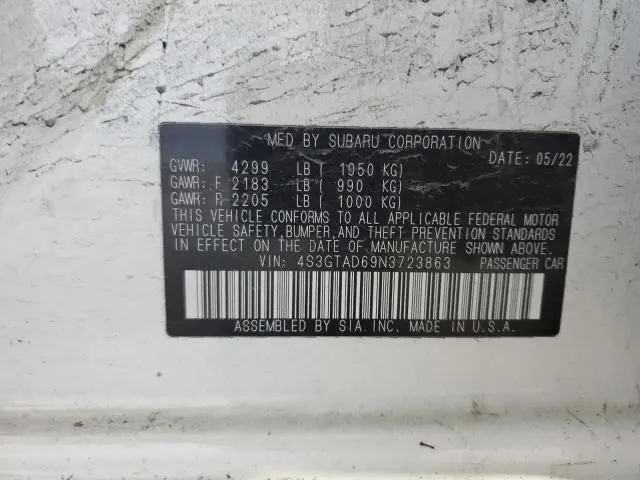 MFD BY SUBARU CORPORATION
DATE: 05/22
GVWR: 4299 LB ( 1950 KG)
GAWR: F 2183 LB ( 990 KG)
GAWR: R 2205 LB ( 1000 KG)
THIS VEHICLE CONFORMS TO ALL APPLICABLE FEDERAL MOTOR
VEHICLE SAFETY, BUMPER, AND THEFT PREVENTION STANDARDS
IN EFFECT ON THE DATE OF MANUFACTURE SHOWN ABOVE.
VIN: 4S3GTAD69N3723863 PASSENGER CAR
ASSEMBLED BY SIA. INC. MADE IN U.S.A.